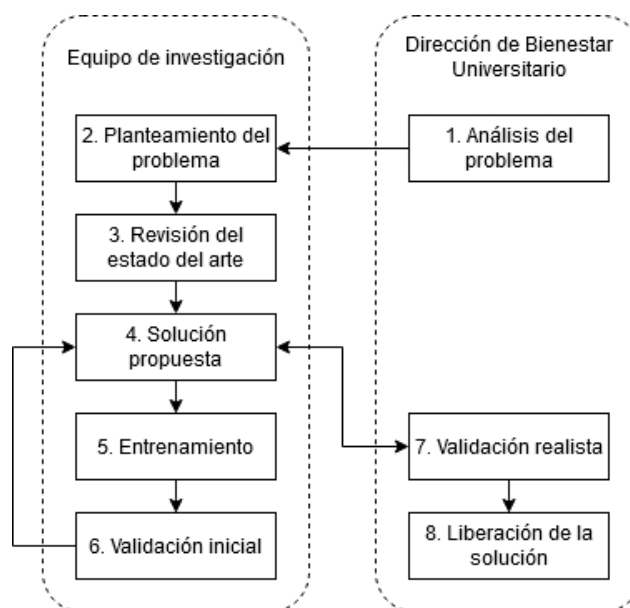 Equipo de investigación
Dirección de Bienestar
Universitario
2. Planteamiento del
problema
1. Análisis del
problema
3. Revisión del
estado del arte
4. Solución
propuesta
5. Entrenamiento
7. Validación realista
6. Validación inicial
8. Liberación de la
solución